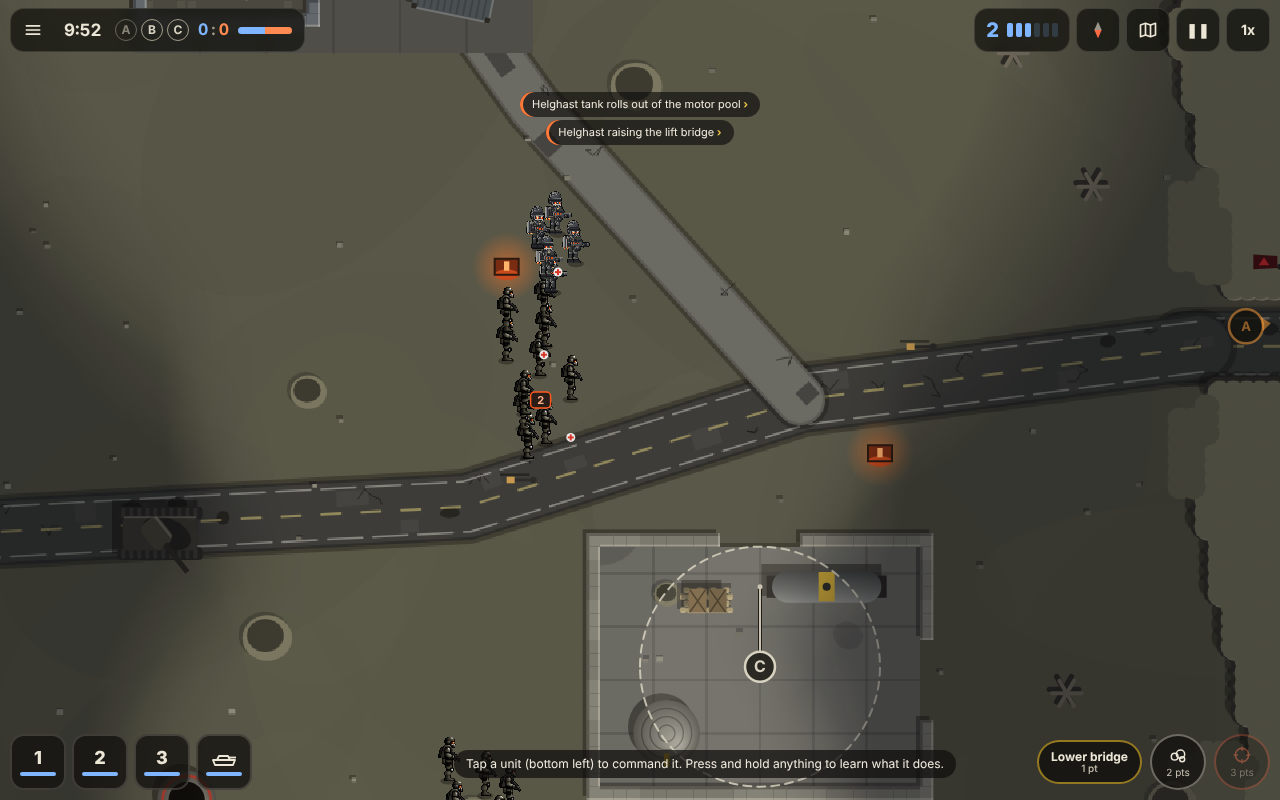 9:52
A
B
C
0:0
2
1x
Helghast tank rolls out of the motor pool ›
Helghast raising the lift bridge ›
A
2
C
1
2
3
Tap a unit (bottom left) to command it. Press and hold anything to learn what it does.
Lower bridge
1 pt
2 pts
3 pts